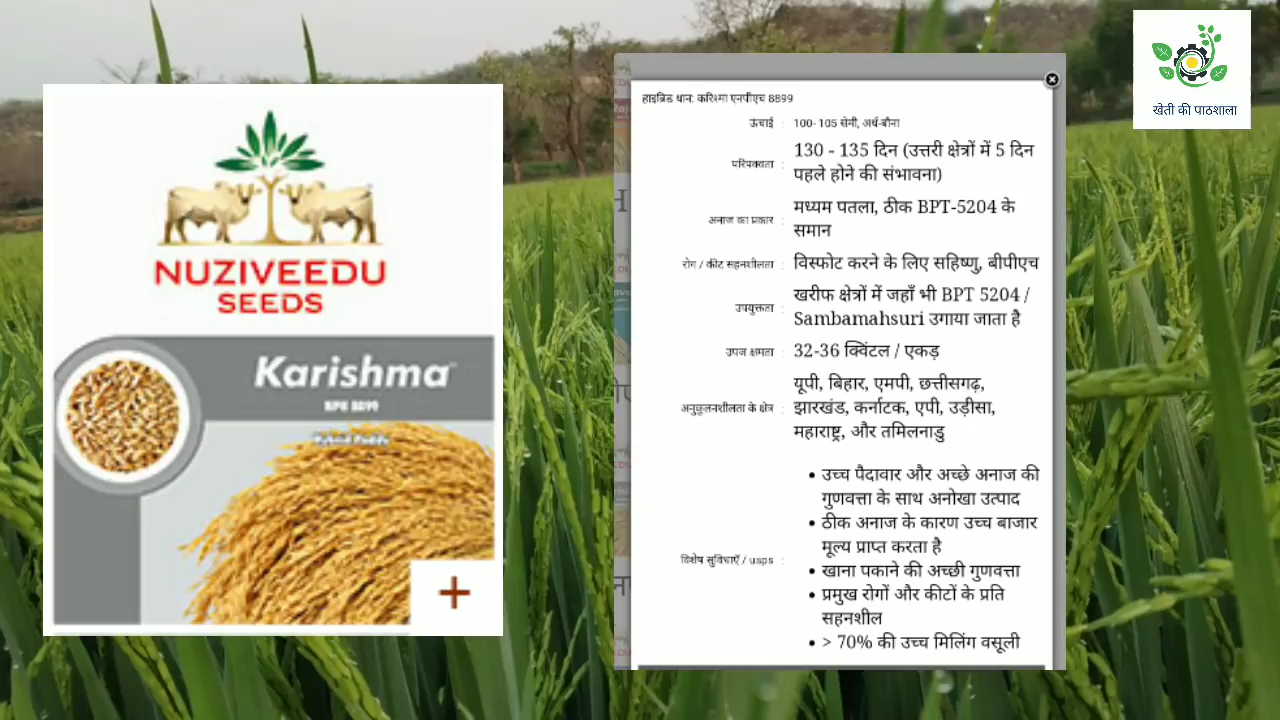 NUZIVEEDU
SEEDS
Karishma
NPH 8899
Hybrid Paddy
खेती की पाठशाला
हाइब्रिड धान: करिश्मा एनपीएच 8899
ऊंचाई : 100- 105 सेमी, अर्ध-बौना
परिपक्वता : 130 - 135 दिन (उत्तरी क्षेत्रों में 5 दिन
पहले होने की संभावना)
अनाज का प्रकार : मध्यम पतला, ठीक BPT-5204 के
समान
रोग / कीट सहनशीलता : विस्फोट करने के लिए सहिष्णु, बीपीएच
उपयुक्तता : खरीफ क्षेत्रों में जहाँ भी BPT 5204 /
Sambamahsuri उगाया जाता है
उपज क्षमता : 32-36 क्विंटल / एकड़
अनुकूलनशीलता के क्षेत्र : यूपी, बिहार, एमपी, छत्तीसगढ़,
झारखंड, कर्नाटक, एपी, उड़ीसा,
महाराष्ट्र, और तमिलनाडु
विशेष सुविधाएँ / usps :
• उच्च पैदावार और अच्छे अनाज की
गुणवत्ता के साथ अनोखा उत्पाद
• ठीक अनाज के कारण उच्च बाजार
मूल्य प्राप्त करता है
• खाना पकाने की अच्छी गुणवत्ता
• प्रमुख रोगों और कीटों के प्रति
सहनशील
• > 70% की उच्च मिलिंग वसूली